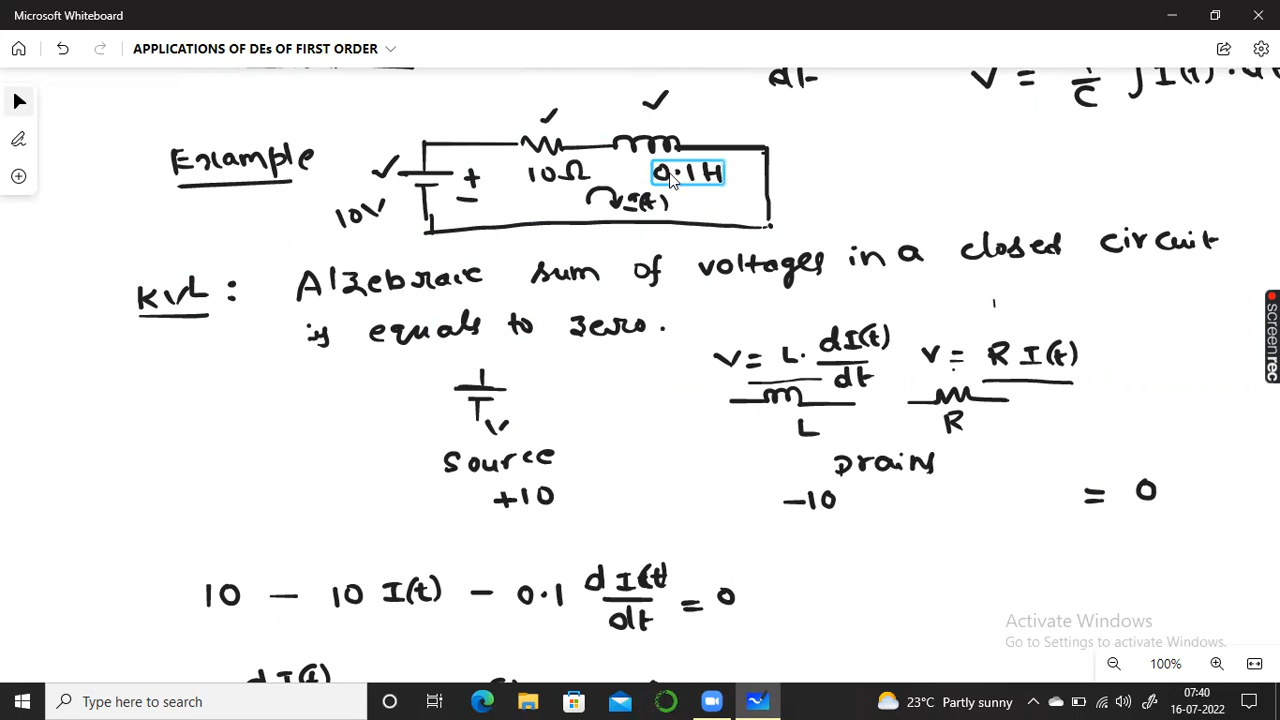 Microsoft Whiteboard
APPLICATIONS OF DEs OF FIRST ORDER
dt V = 1/C ∫ I(t) ·
Example
10Ω 0.1H
+
10V − I(t)
KVL : Algebraic sum of voltages in a closed circuit
is equals to zero.
V = L. dI(t)/dt V = R I(t)
V L R
Source Drains
+10 −10 = 0
10 − 10 I(t) − 0.1 dI(t)/dt = 0
dI(t)
Screenrec
Activate Windows
Go to Settings to activate Windows.
100%
Type here to search
23°C Partly sunny
07:40
16-07-2022